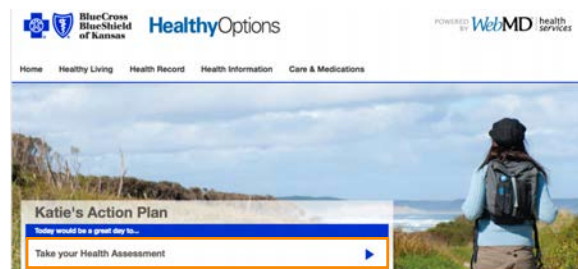 BlueCross
BlueShield
of Kansas
HealthyOptions
POWERED BY WebMD health services
Home Healthy Living Health Record Health Information Care & Medications
Katie's Action Plan
Today would be a great day to...
Take your Health Assessment